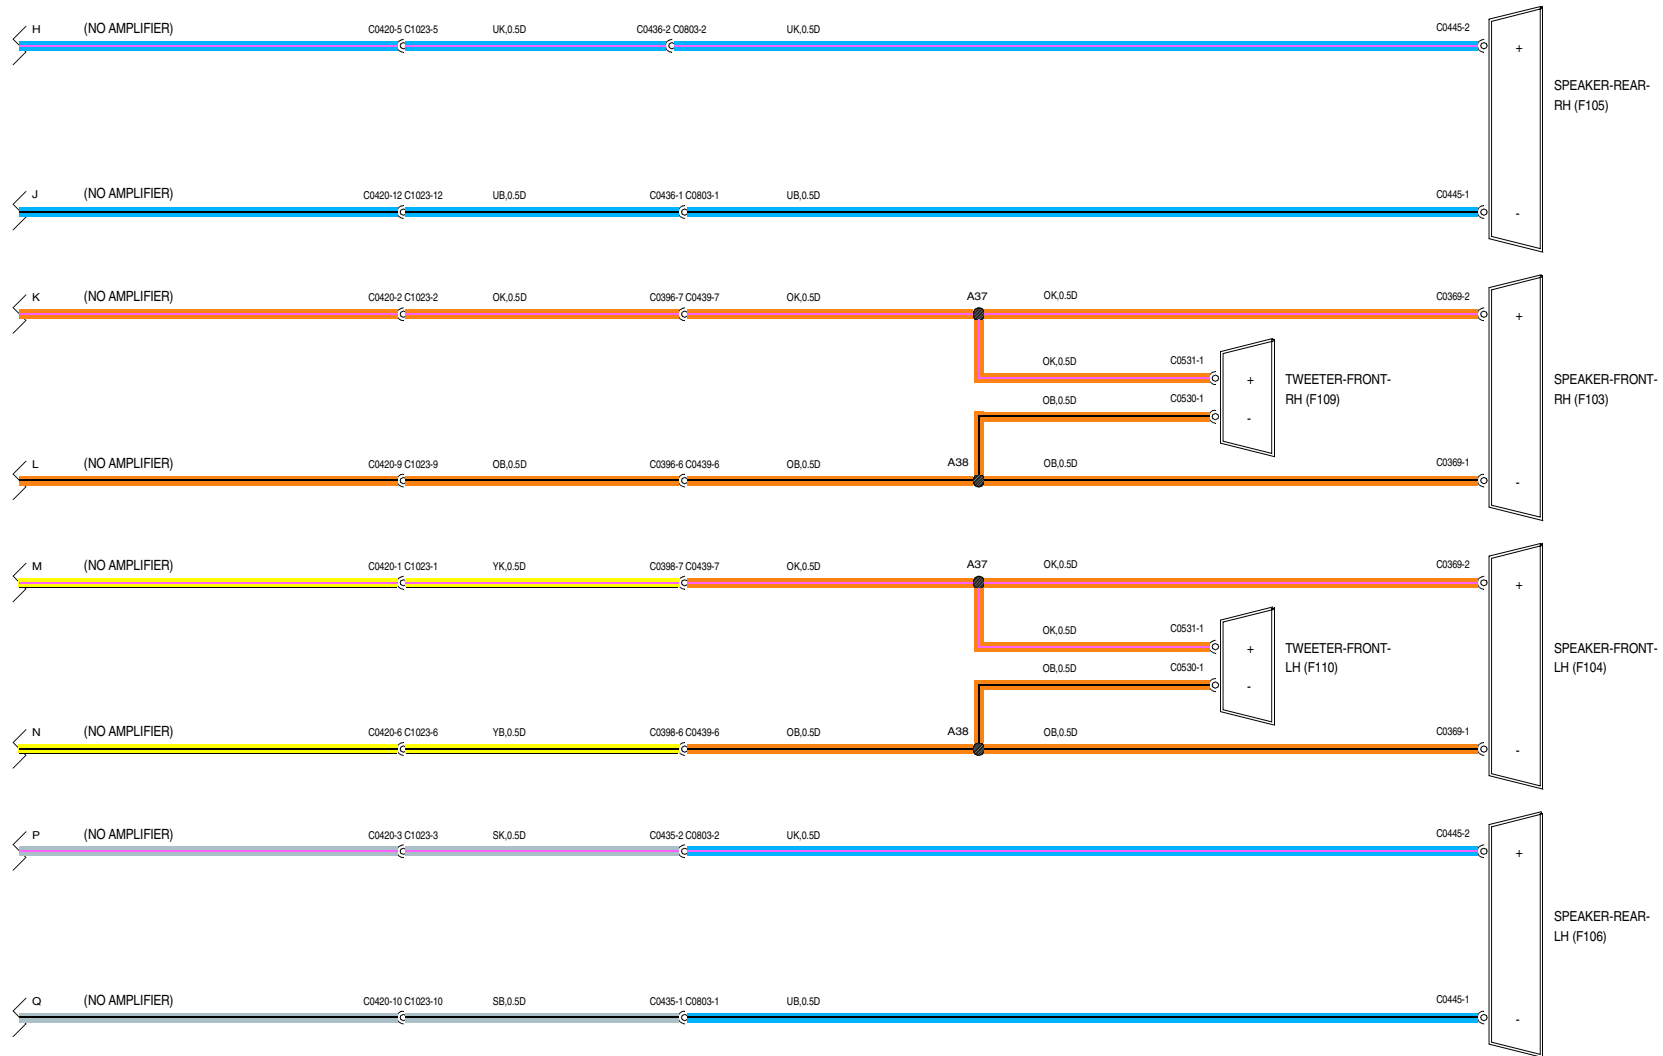 H (NO AMPLIFIER) C0420-5 C1023-5 UK,0.5D C0436-2 C0803-2 UK,0.5D C0445-2
+
SPEAKER-REAR-
RH (F105)
J (NO AMPLIFIER) C0420-12 C1023-12 UB,0.5D C0436-1 C0803-1 UB,0.5D C0445-1
-
K (NO AMPLIFIER) C0420-2 C1023-2 OK,0.5D C0396-7 C0439-7 OK,0.5D A37 OK,0.5D C0369-2
+
OK,0.5D C0531-1
+ TWEETER-FRONT- SPEAKER-FRONT-
OB,0.5D C0530-1 RH (F109) RH (F103)
-
L (NO AMPLIFIER) C0420-9 C1023-9 OB,0.5D C0396-6 C0439-6 OB,0.5D A38 OB,0.5D C0369-1
-
M (NO AMPLIFIER) C0420-1 C1023-1 YK,0.5D C0398-7 C0439-7 OK,0.5D A37 OK,0.5D C0369-2
+
OK,0.5D C0531-1
+ TWEETER-FRONT- SPEAKER-FRONT-
OB,0.5D C0530-1 LH (F110) LH (F104)
-
N (NO AMPLIFIER) C0420-6 C1023-6 YB,0.5D C0398-6 C0439-6 OB,0.5D A38 OB,0.5D C0369-1
-
P (NO AMPLIFIER) C0420-3 C1023-3 SK,0.5D C0435-2 C0803-2 UK,0.5D C0445-2
+
SPEAKER-REAR-
LH (F106)
Q (NO AMPLIFIER) C0420-10 C1023-10 SB,0.5D C0435-1 C0803-1 UB,0.5D C0445-1
-